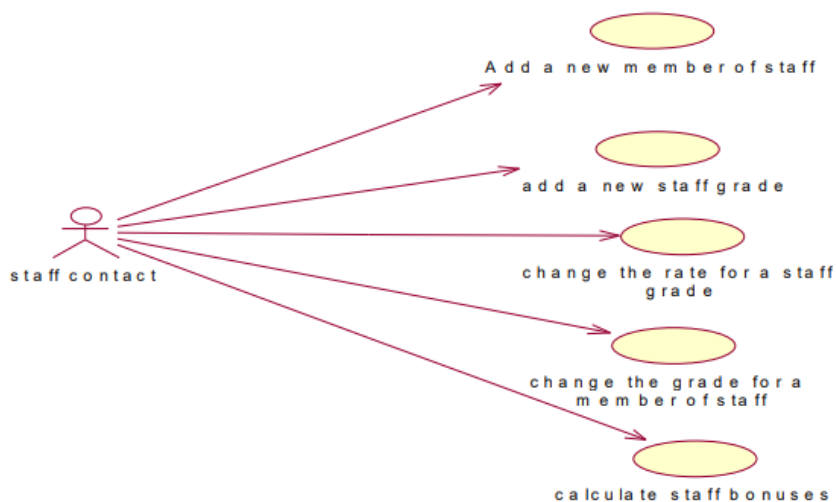 Add a new member of staff
add a new staff grade
staff contact
change the rate for a staff
grade
change the grade for a
member of staff
calculate staff bonuses